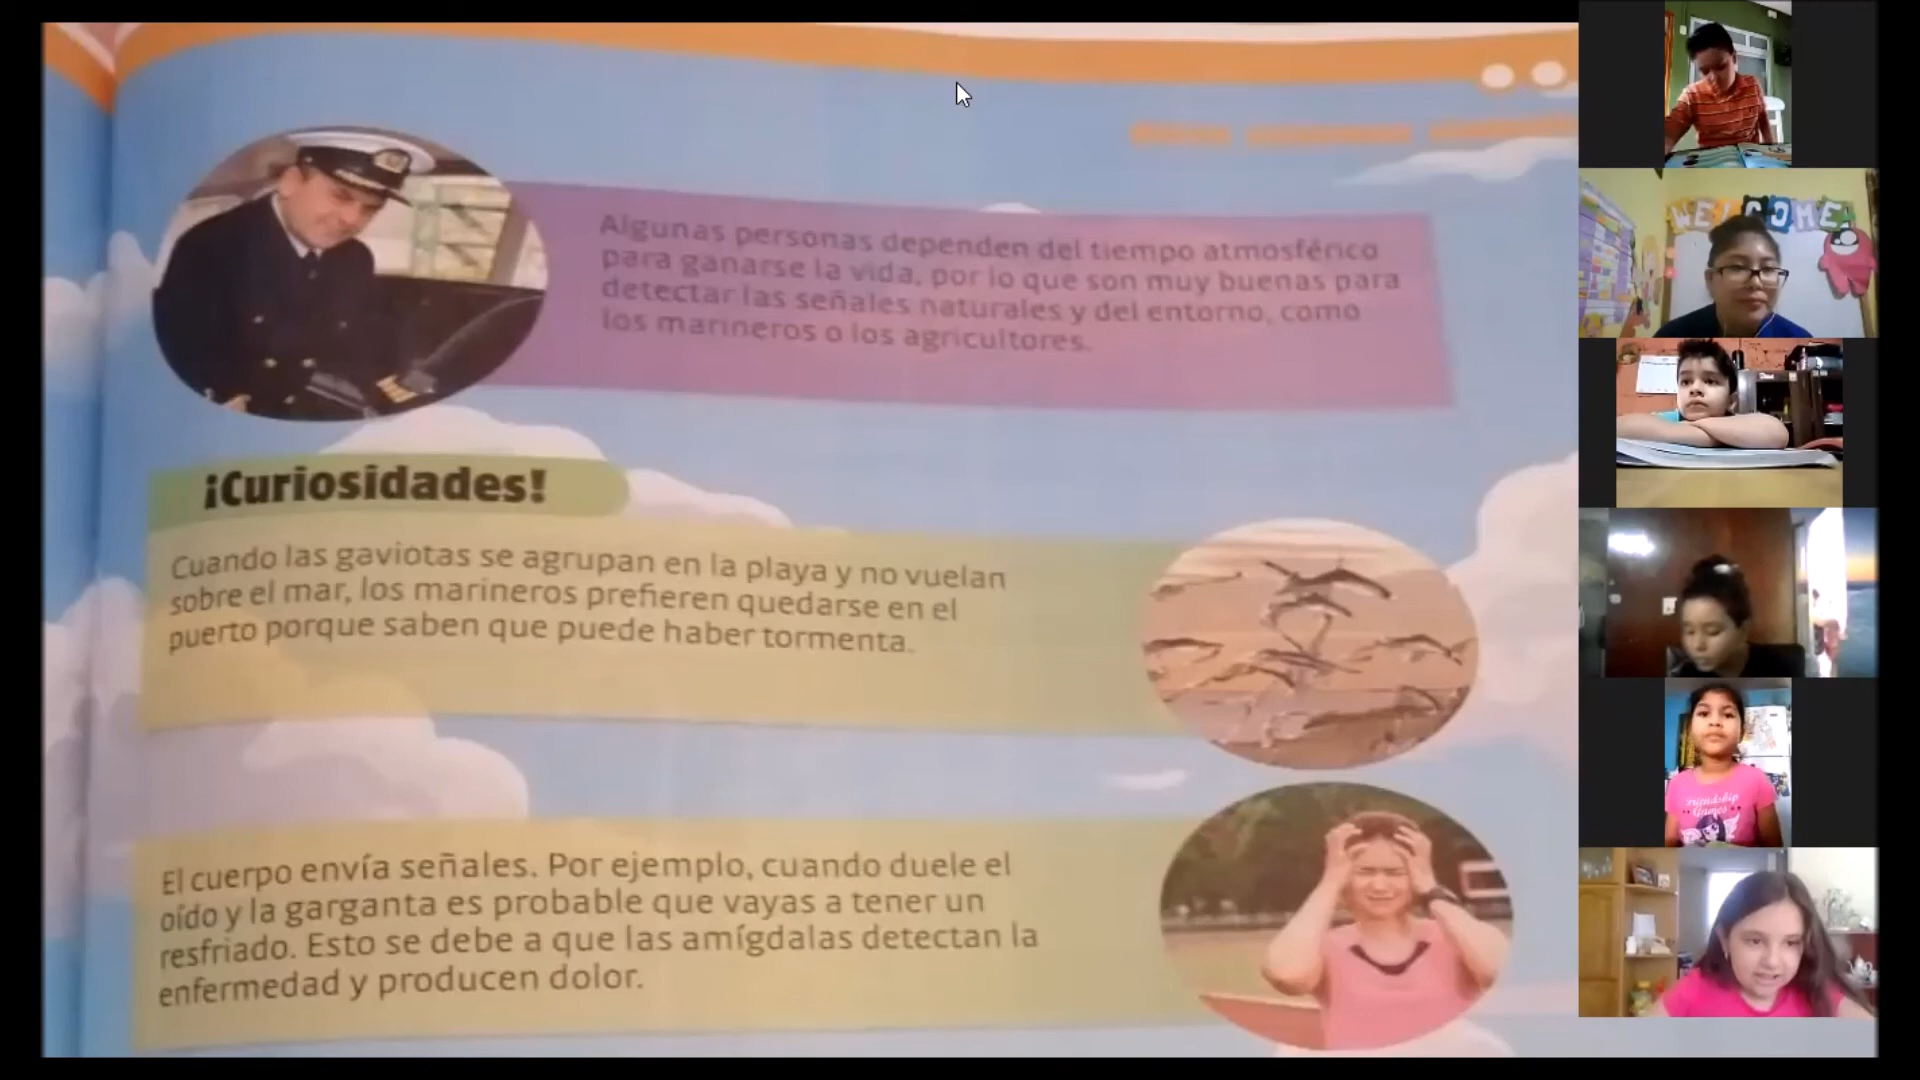 Algunas personas dependen del tiempo atmosférico
para ganarse la vida, por lo que son muy buenas para
detectar las señales naturales y del entorno, como
los marineros o los agricultores.
¡Curiosidades!
Cuando las gaviotas se agrupan en la playa y no vuelan
sobre el mar, los marineros prefieren quedarse en el
puerto porque saben que puede haber tormenta.
El cuerpo envía señales. Por ejemplo, cuando duele el
oído y la garganta es probable que vayas a tener un
resfriado. Esto se debe a que las amígdalas detectan la
enfermedad y producen dolor.
WELCOME
Friendship
Games